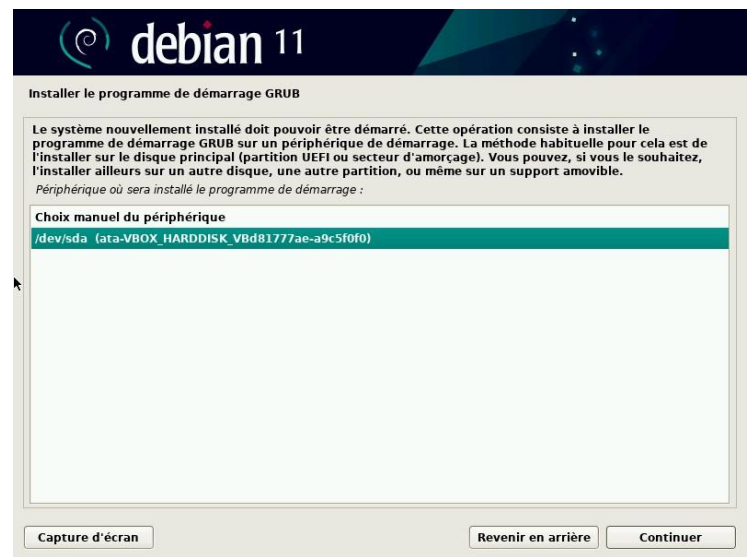 debian 11
Installer le programme de démarrage GRUB
Le système nouvellement installé doit pouvoir être démarré. Cette opération consiste à installer le
programme de démarrage GRUB sur un périphérique de démarrage. La méthode habituelle pour cela est de
l'installer sur le disque principal (partition UEFI ou secteur d'amorçage). Vous pouvez, si vous le souhaitez,
l'installer ailleurs sur un autre disque, une autre partition, ou même sur un support amovible.
Périphérique où sera installé le programme de démarrage :
Choix manuel du périphérique
/dev/sda (ata-VBOX_HARDDISK_VBd81777ae-a9c5f0f0)
Capture d'écran
Revenir en arrière
Continuer